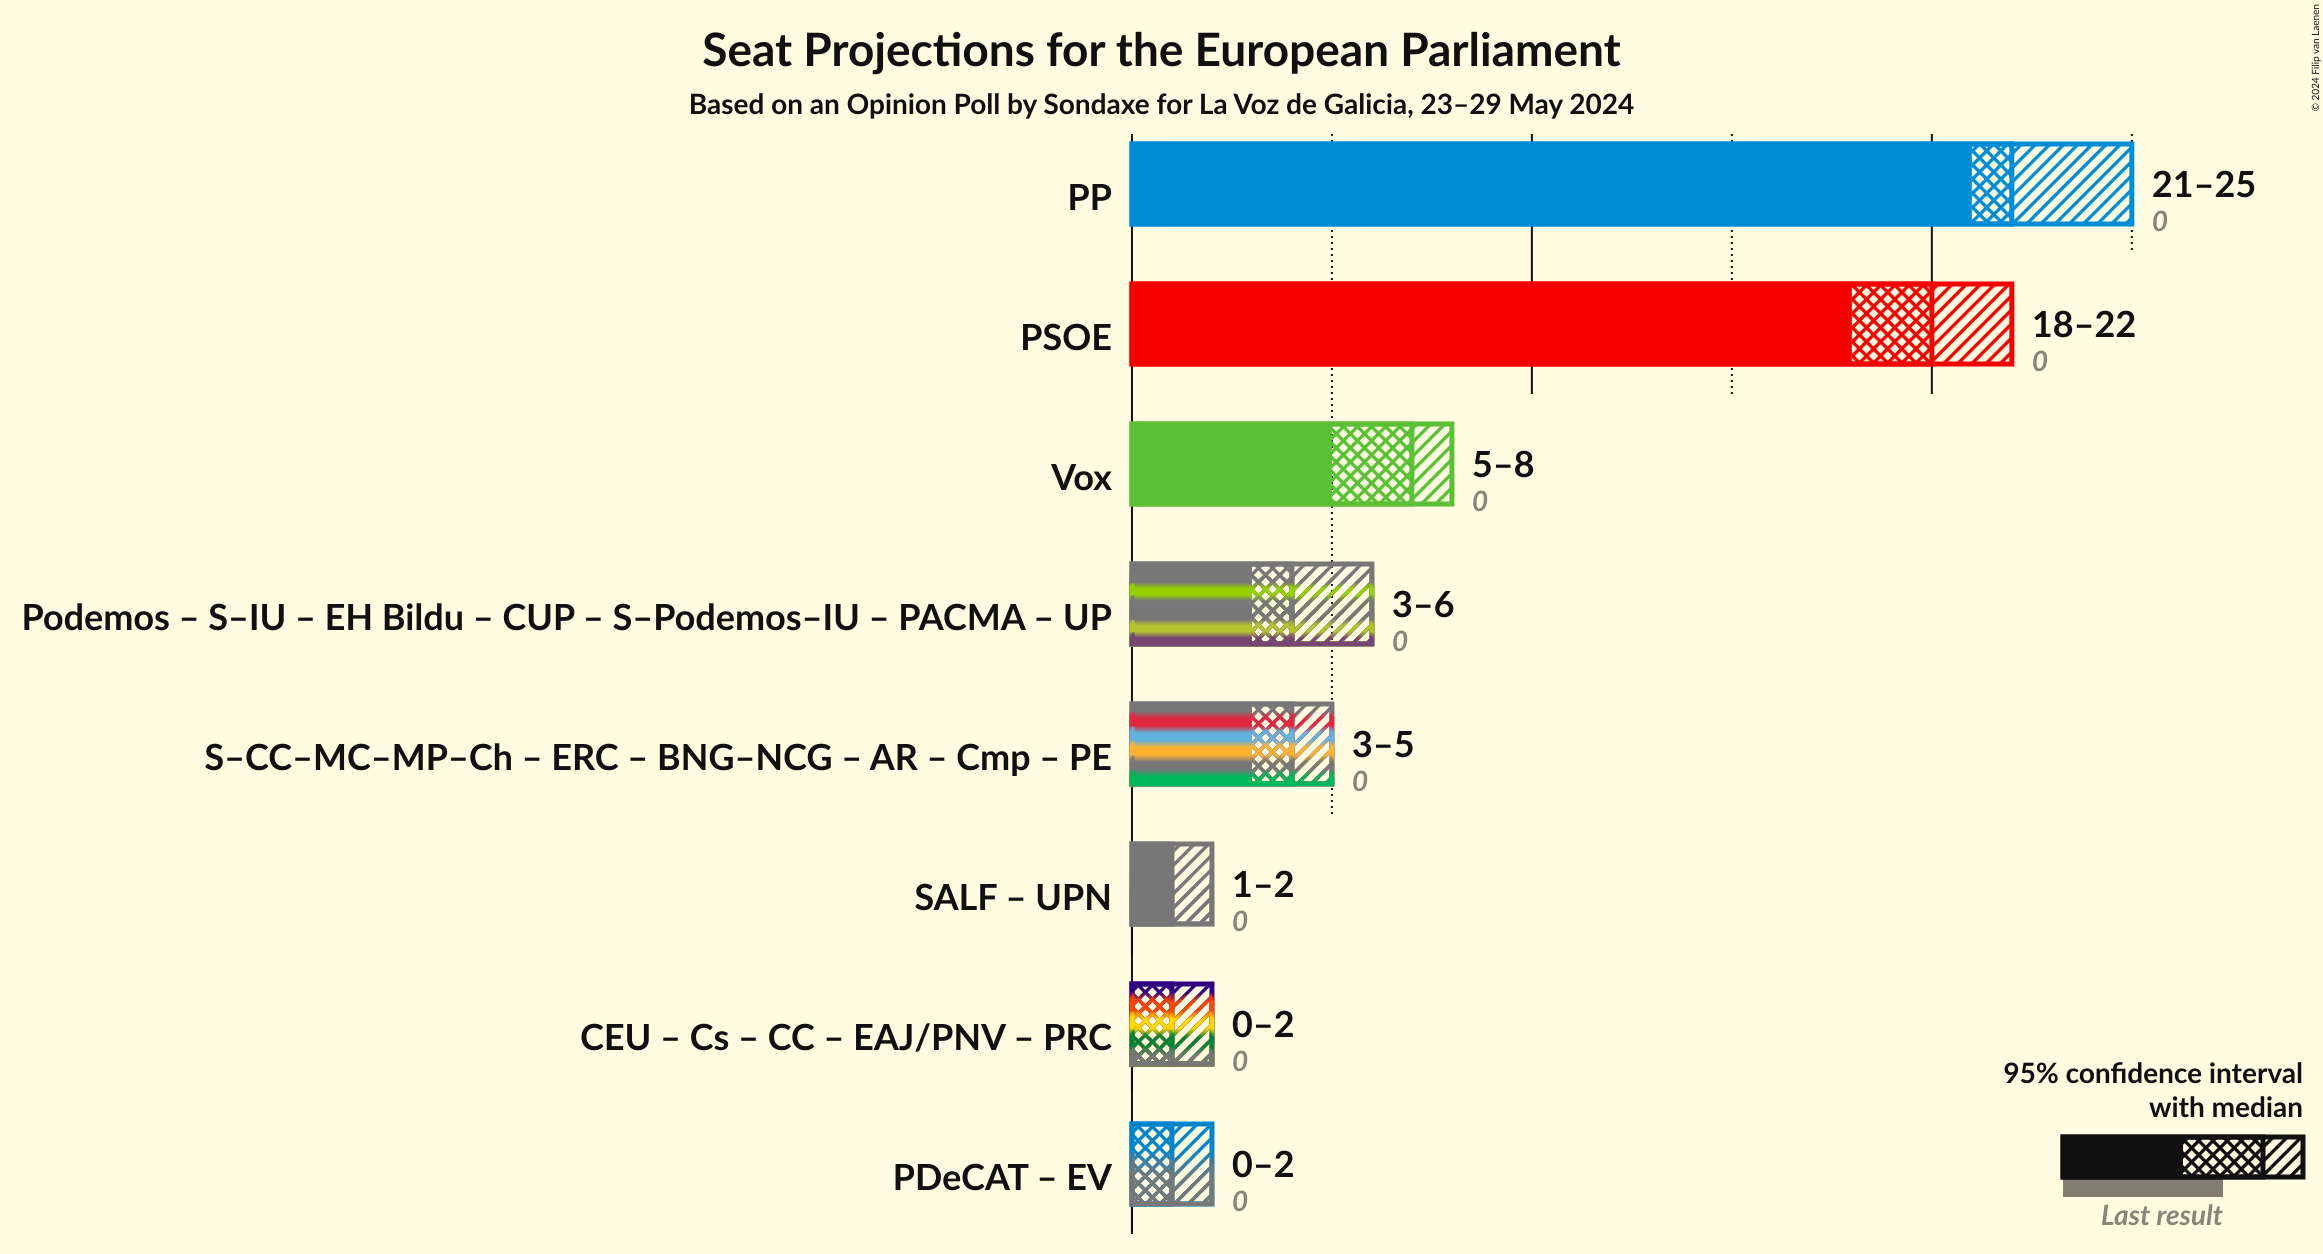 Seat Projections for the European Parliament
Based on an Opinion Poll by Sondaxe for La Voz de Galicia, 23–29 May 2024
© 2024 Filip van Laenen
PP
21–25
0
PSOE
18–22
0
Vox
5–8
0
Podemos – S–IU – EH Bildu – CUP – S–Podemos–IU – PACMA – UP
3–6
0
S–CC–MC–MP–Ch – ERC – BNG–NCG – AR – Cmp – PE
3–5
0
SALF – UPN
1–2
0
CEU – Cs – CC – EAJ/PNV – PRC
0–2
0
PDeCAT – EV
0–2
0
95% confidence interval
with median
Last result